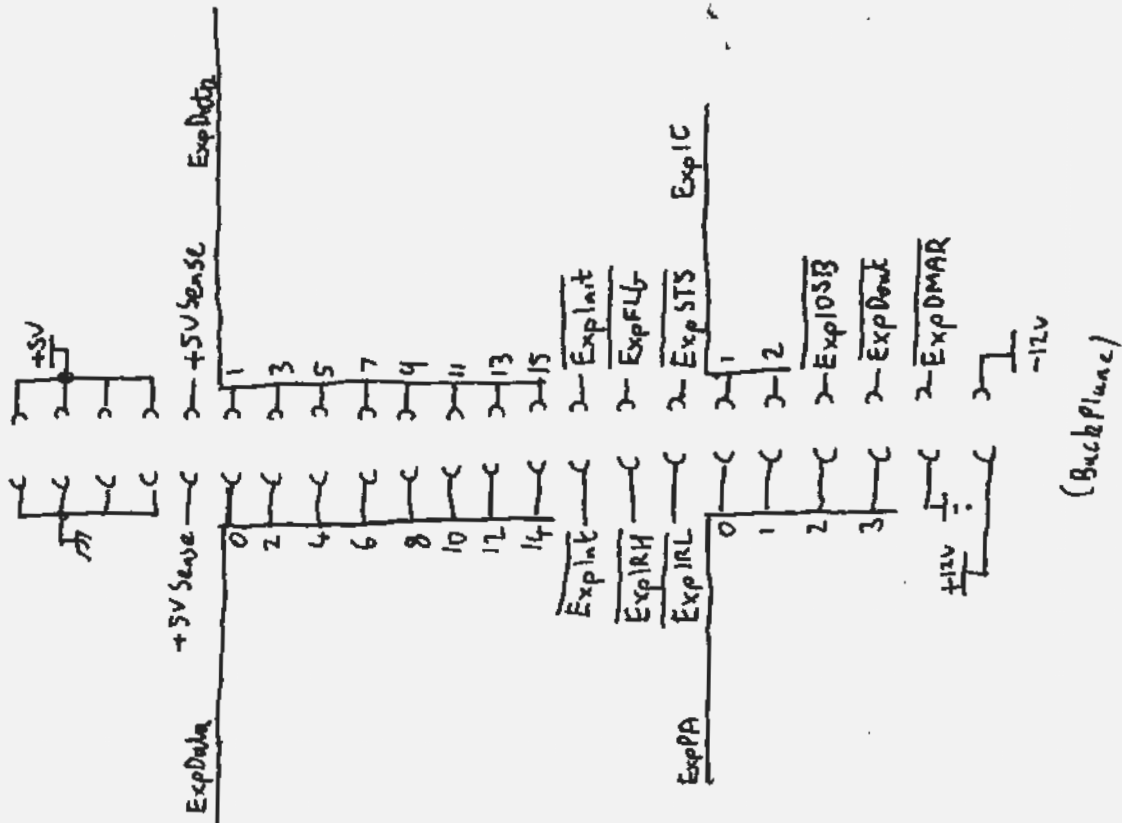 +5V
+5V Sense
+5V Sense
ExpData
ExpData
0 1
2 3
4 5
6 7
8 9
10 11
12 13
14 15
ExpInt
ExpInit
ExpIRH
ExpFLG
ExpIRL
ExpSTS
ExpPA
ExpIC
0 1
1 2
2 ExpIOSB
3 ExpDout
ExpDMAR
+12V
-12V
(BackPlane)